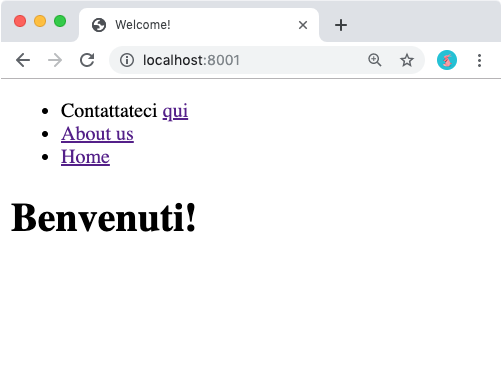 Welcome!
localhost:8001
Contattateci qui
About us
Home
Benvenuti!